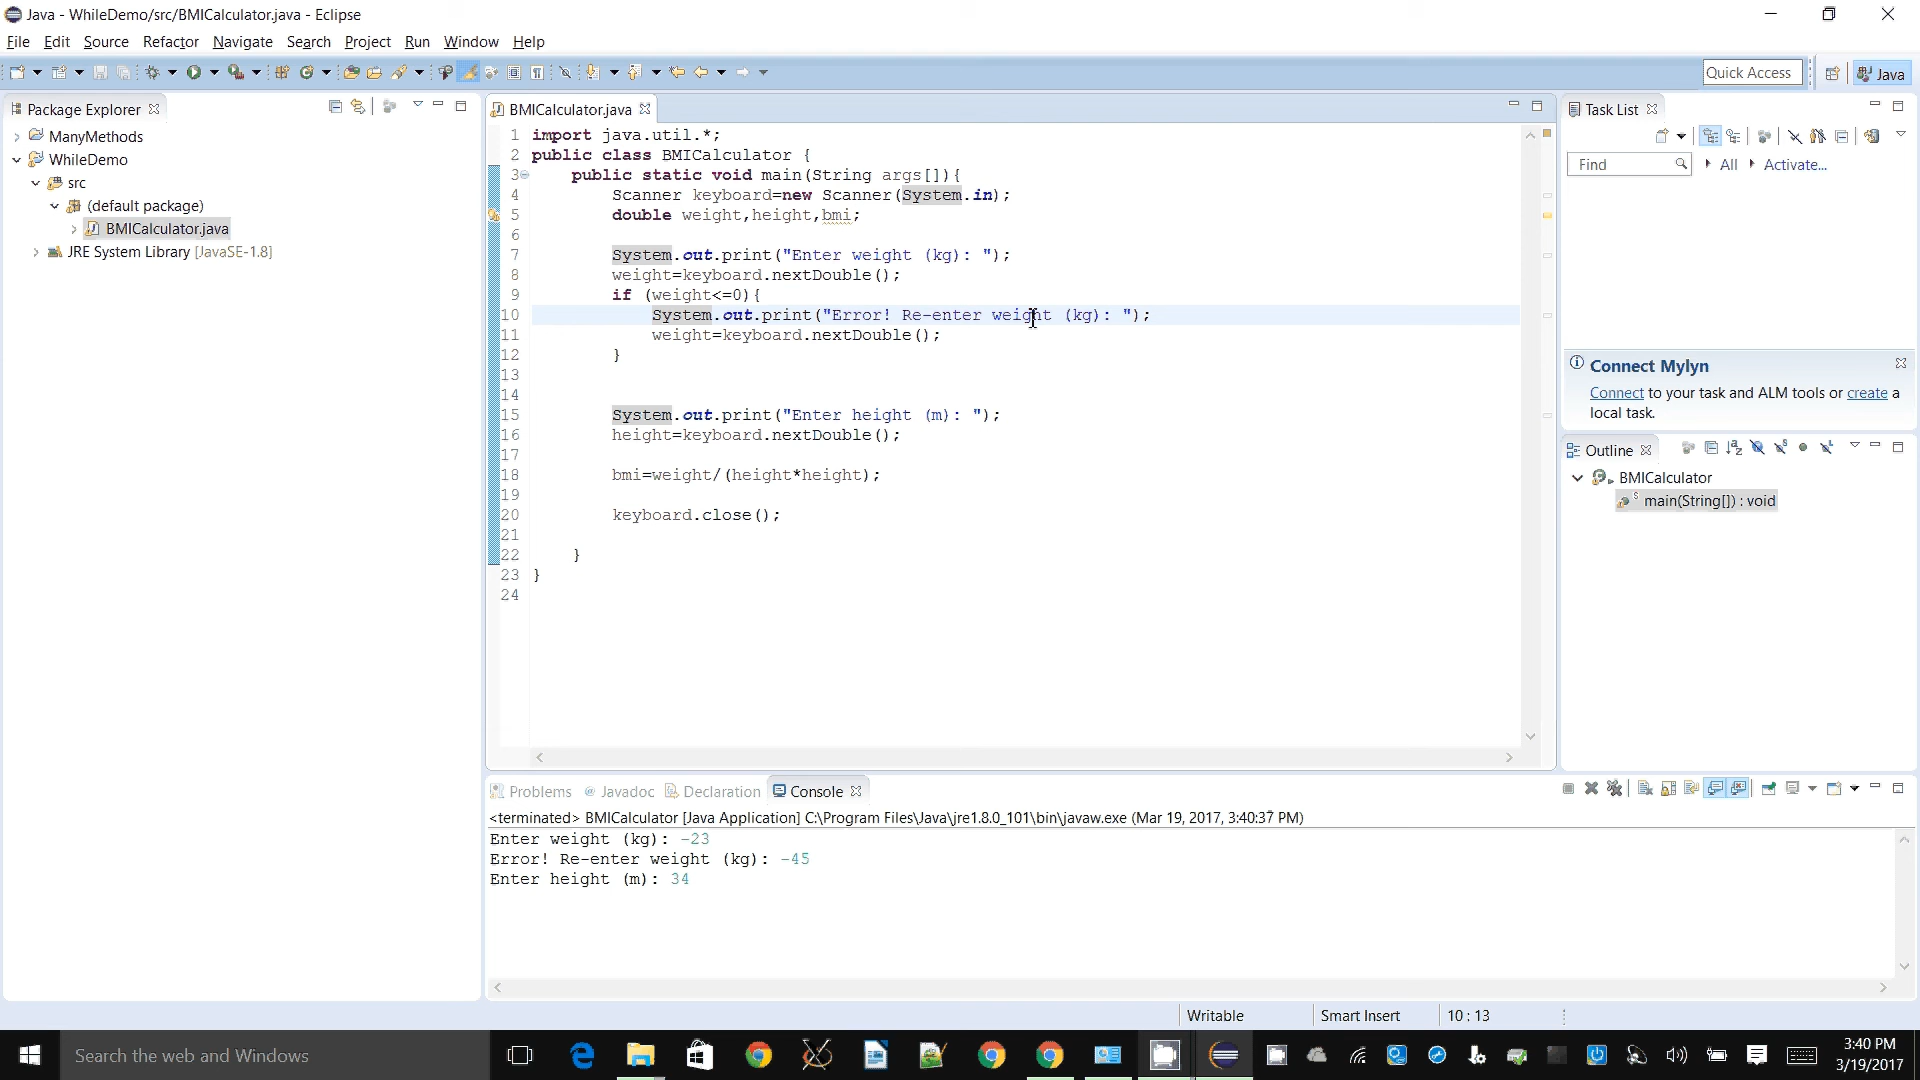 Java - WhileDemo/src/BMICalculator.java - Eclipse
File Edit Source Refactor Navigate Search Project Run Window Help
Quick Access
Java
Package Explorer
ManyMethods
WhileDemo
src
(default package)
BMICalculator.java
JRE System Library [JavaSE-1.8]
BMICalculator.java
1 import java.util.*;
2 public class BMICalculator {
3 public static void main(String args[]){
4 Scanner keyboard=new Scanner(System.in);
5 double weight,height,bmi;
6
7 System.out.print("Enter weight (kg): ");
8 weight=keyboard.nextDouble();
9 if (weight<=0){
10 System.out.print("Error! Re-enter weight (kg): ");
11 weight=keyboard.nextDouble();
12 }
13
14
15 System.out.print("Enter height (m): ");
16 height=keyboard.nextDouble();
17
18 bmi=weight/(height*height);
19
20 keyboard.close();
21
22 }
23 }
24
Task List
Find
All
Activate...
Connect Mylyn
Connect to your task and ALM tools or create a
local task.
Outline
BMICalculator
main(String[]) : void
Problems @ Javadoc Declaration Console
<terminated> BMICalculator [Java Application] C:\Program Files\Java\jre1.8.0_101\bin\javaw.exe (Mar 19, 2017, 3:40:37 PM)
Enter weight (kg): -23
Error! Re-enter weight (kg): -45
Enter height (m): 34
Writable
Smart Insert
10 : 13
Search the web and Windows
3:40 PM
3/19/2017